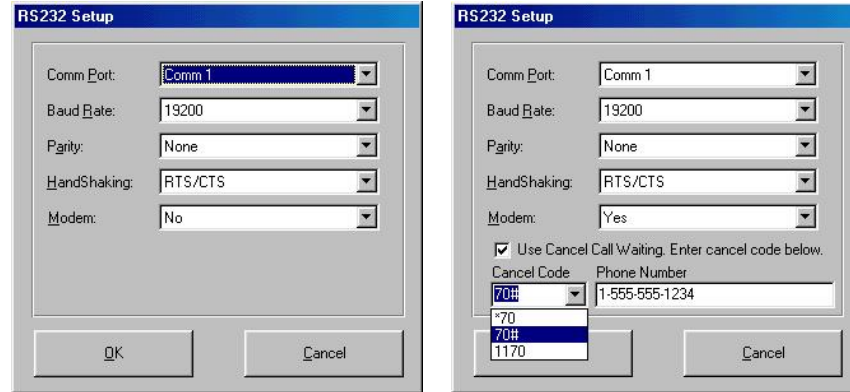 RS232 Setup
Comm Port: Comm 1
Baud Rate: 19200
Parity: None
HandShaking: RTS/CTS
Modem: No
OK Cancel
RS232 Setup
Comm Port: Comm 1
Baud Rate: 19200
Parity: None
HandShaking: RTS/CTS
Modem: Yes
Use Cancel Call Waiting. Enter cancel code below.
Cancel Code Phone Number
70# 1-555-555-1234
*70
70#
1170
Cancel